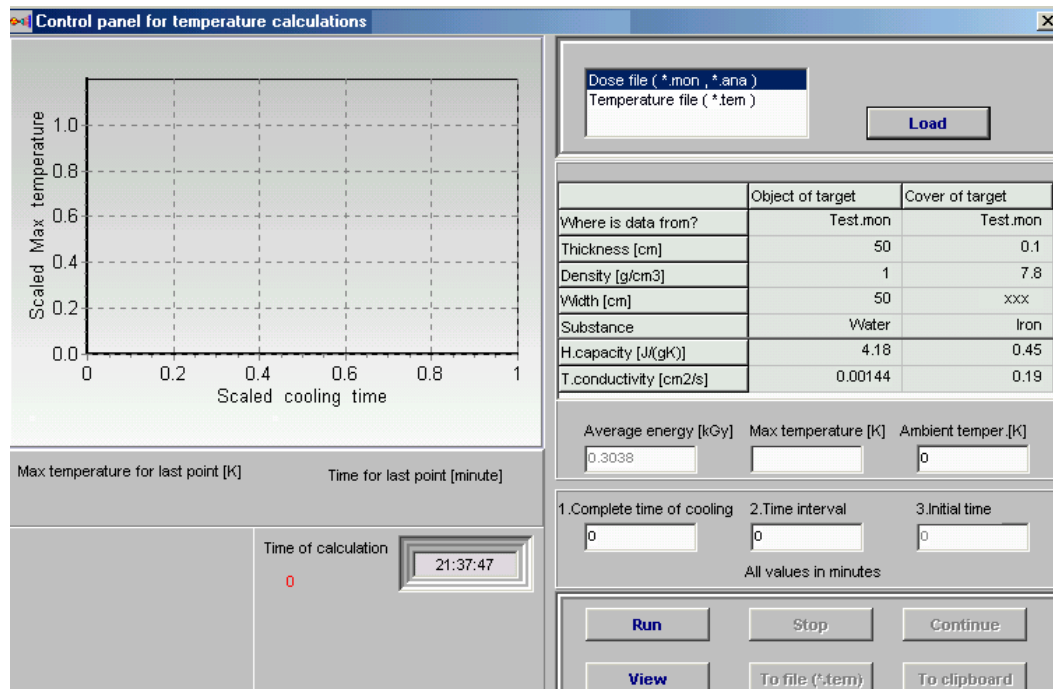 Control panel for temperature calculations
Scaled Max temperature
1.0
0.8
0.6
0.4
0.2
0.0
0 0.2 0.4 0.6 0.8 1
Scaled cooling time
Max temperature for last point [K] Time for last point [minute]
Time of calculation
0
21:37:47
Dose file ( *.mon , *.ana )
Temperature file ( *.tem )
Load
Object of target Cover of target
Where is data from? Test.mon Test.mon
Thickness [cm] 50 0.1
Density [g/cm3] 1 7.8
Width [cm] 50 xxx
Substance Water Iron
H.capacity [J/(gK)] 4.18 0.45
T.conductivity [cm2/s] 0.00144 0.19
Average energy [kGy] Max temperature [K] Ambient temper.[K]
0.3038 0
1.Complete time of cooling 2.Time interval 3.Initial time
0 0 0
All values in minutes
Run Stop Continue
View To file (*.tem) To clipboard